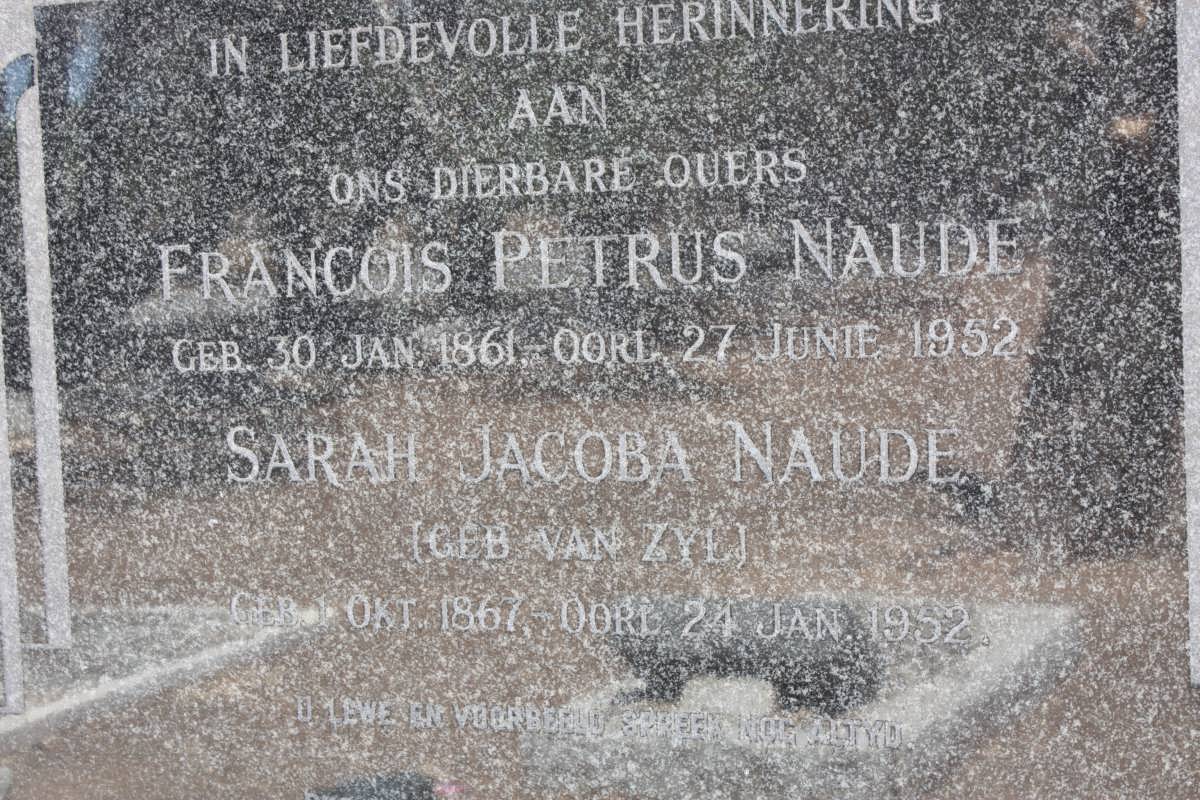 IN LIEFDEVOLLE HERINNERING
AAN
ONS DIERBARE OUERS
FRANCOIS PETRUS NAUDE
GEB. 30 JAN. 1861.-OORL. 27 JUNIE 1952.
SARAH JACOBA NAUDE
(GEB VAN ZYL)
GEB. 1 OKT. 1867,-OORL. 24 JAN. 1952.
U LEWE EN VOORBEELD SPREEK NOG ALTYD